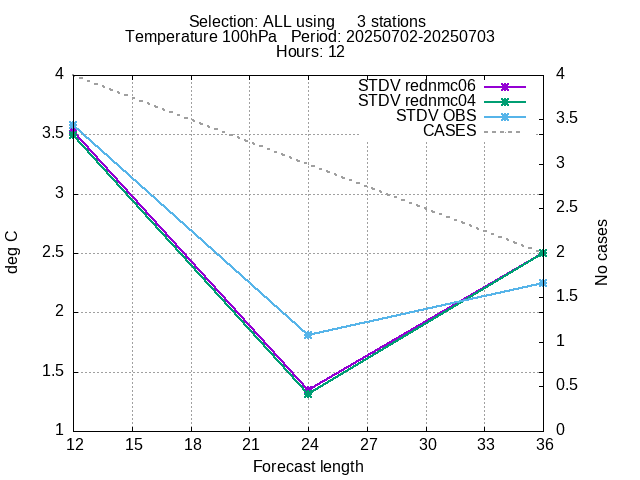 Selection: ALL using     3 stations
Temperature 100hPa   Period: 20250702-20250703
Hours: 12
STDV rednmc06
STDV rednmc04
STDV OBS
CASES
4
3.5
3
2.5
2
1.5
1
deg C
4
3.5
3
2.5
2
1.5
1
0.5
0
No cases
12 15 18 21 24 27 30 33 36
Forecast length